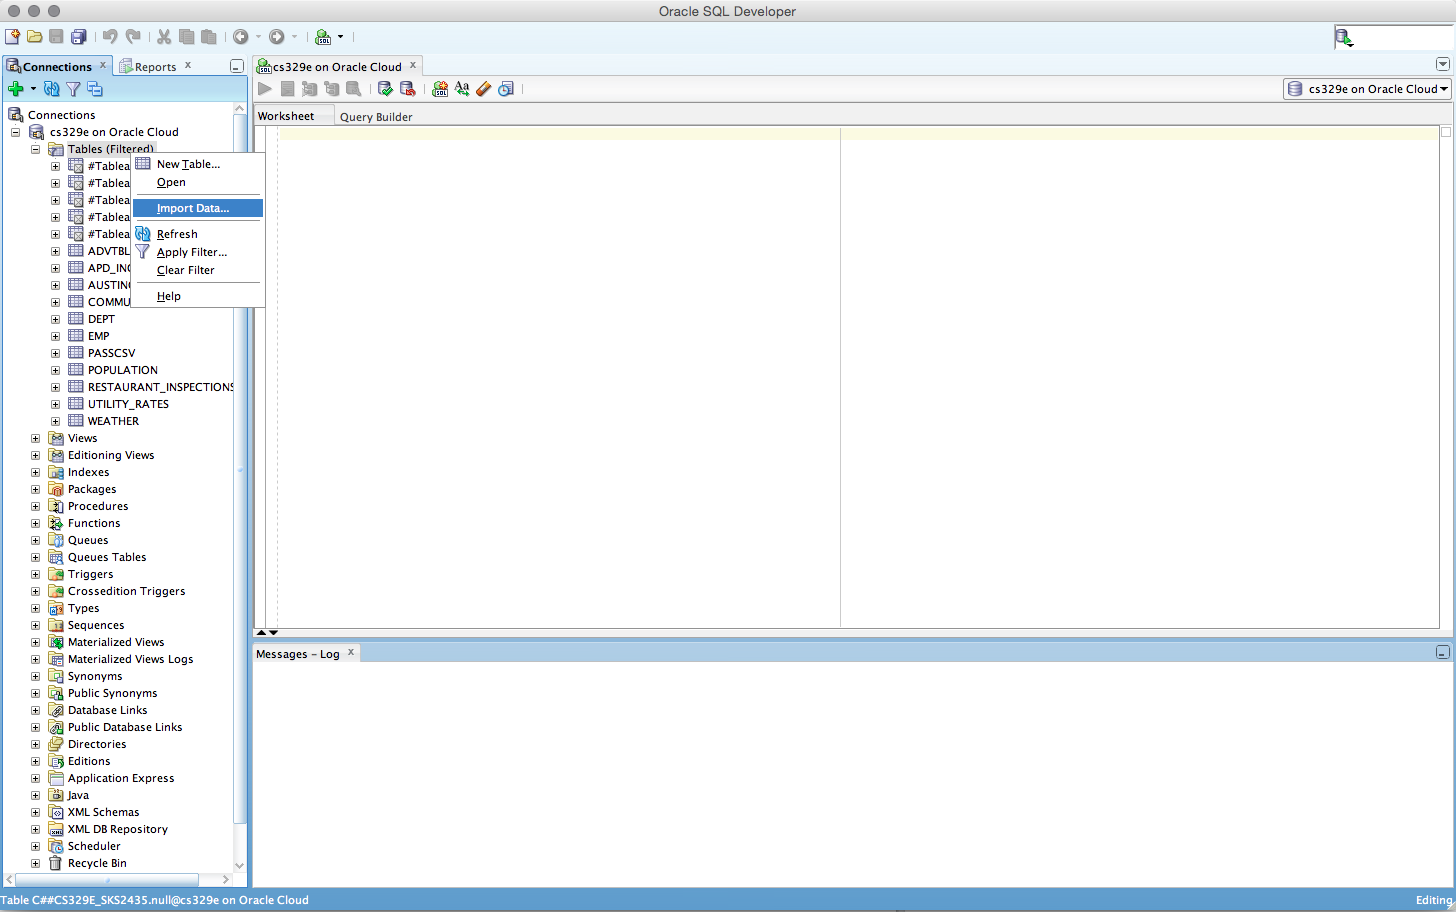 Oracle SQL Developer
Connections
Reports
cs329e on Oracle Cloud
cs329e on Oracle Cloud
Worksheet
Query Builder
Connections
cs329e on Oracle Cloud
Tables (Filtered)
#Tablea
#Tablea
#Tablea
#Tablea
#Tablea
ADVTBL
APD_INC
AUSTING
COMMU
DEPT
EMP
PASSCSV
POPULATION
RESTAURANT_INSPECTIONS
UTILITY_RATES
WEATHER
Views
Editioning Views
Indexes
Packages
Procedures
Functions
Queues
Queues Tables
Triggers
Crossedition Triggers
Types
Sequences
Materialized Views
Materialized Views Logs
Synonyms
Public Synonyms
Database Links
Public Database Links
Directories
Editions
Application Express
Java
XML Schemas
XML DB Repository
Scheduler
Recycle Bin
New Table...
Open
Import Data...
Refresh
Apply Filter...
Clear Filter
Help
Messages - Log
Table C##CS329E_SKS2435.null@cs329e on Oracle Cloud
Editing